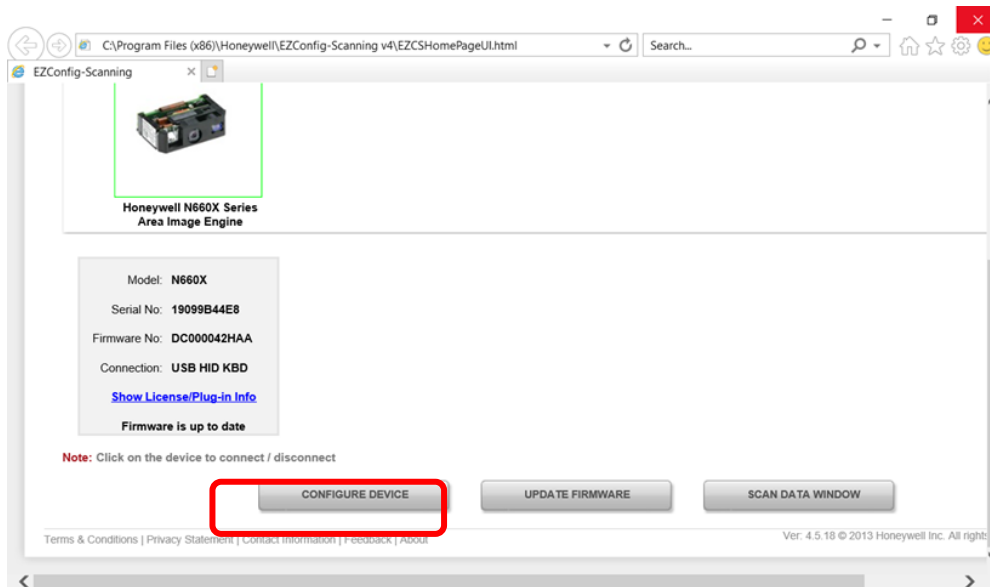 C:\Program Files (x86)\Honeywell\EZConfig-Scanning v4\EZCSHomePageUI.html
Search...
EZConfig-Scanning
Honeywell N660X Series
Area Image Engine
Model: N660X
Serial No: 19099B44E8
Firmware No: DC000042HAA
Connection: USB HID KBD
Show License/Plug-in Info
Firmware is up to date
Note: Click on the device to connect / disconnect
CONFIGURE DEVICE UPDATE FIRMWARE SCAN DATA WINDOW
Terms & Conditions | Privacy Statement | Contact Information | Feedback | About Ver: 4.5.18 © 2013 Honeywell Inc. All rights